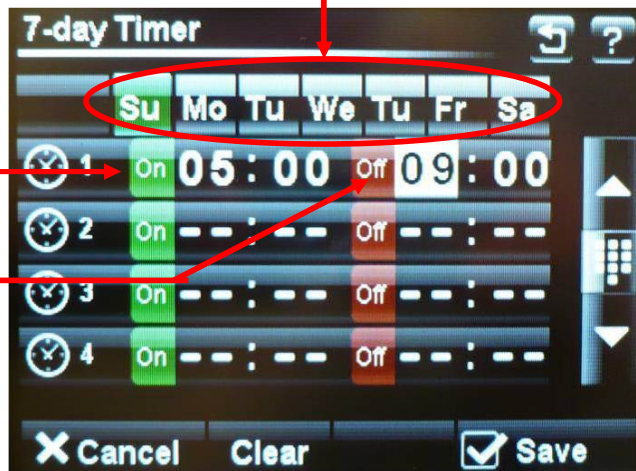 7-day Timer ?
Su Mo Tu We Tu Fr Sa
1 On 05:00 Off 09:00
2 On --:-- Off --:--
3 On --:-- Off --:--
4 On --:-- Off --:--
Cancel Clear Save